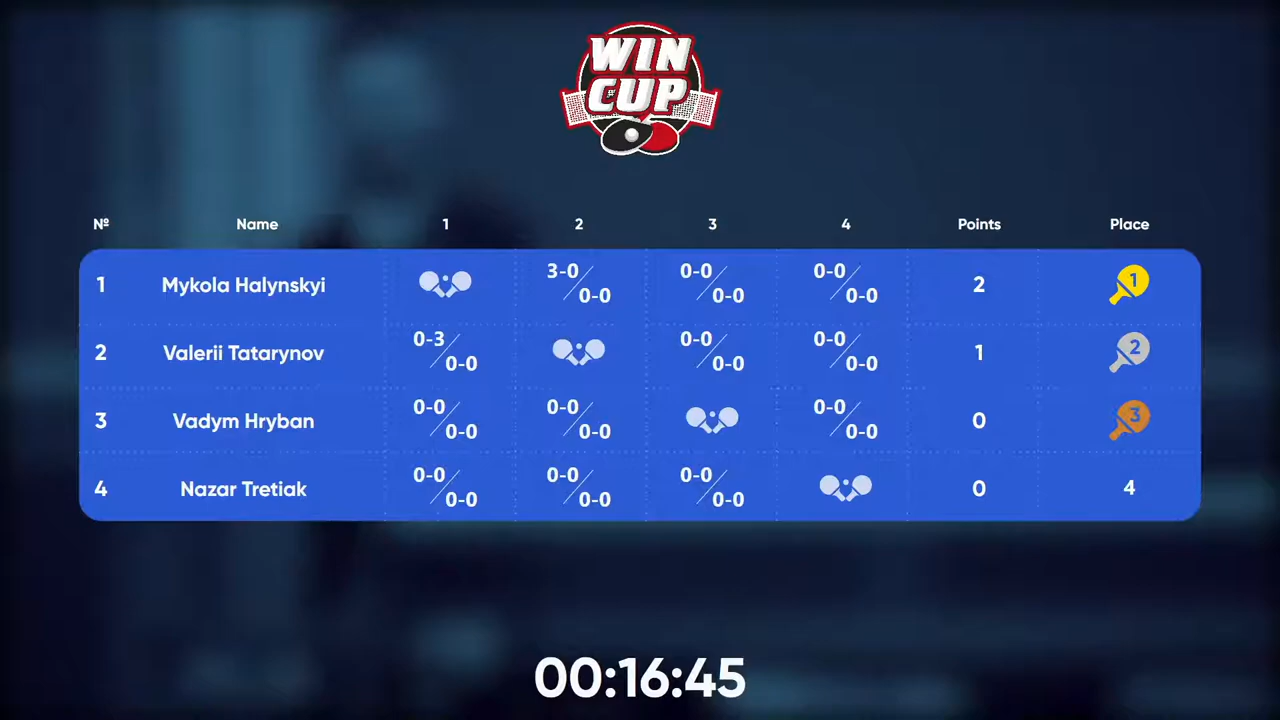 WIN
CUP
№ Name 1 2 3 4 Points Place
1 Mykola Halynskyi 3-0/0-0 0-0/0-0 0-0/0-0 2 1
2 Valerii Tatarynov 0-3/0-0 0-0/0-0 0-0/0-0 1 2
3 Vadym Hryban 0-0/0-0 0-0/0-0 0-0/0-0 0 3
4 Nazar Tretiak 0-0/0-0 0-0/0-0 0-0/0-0 0 4
00:16:45